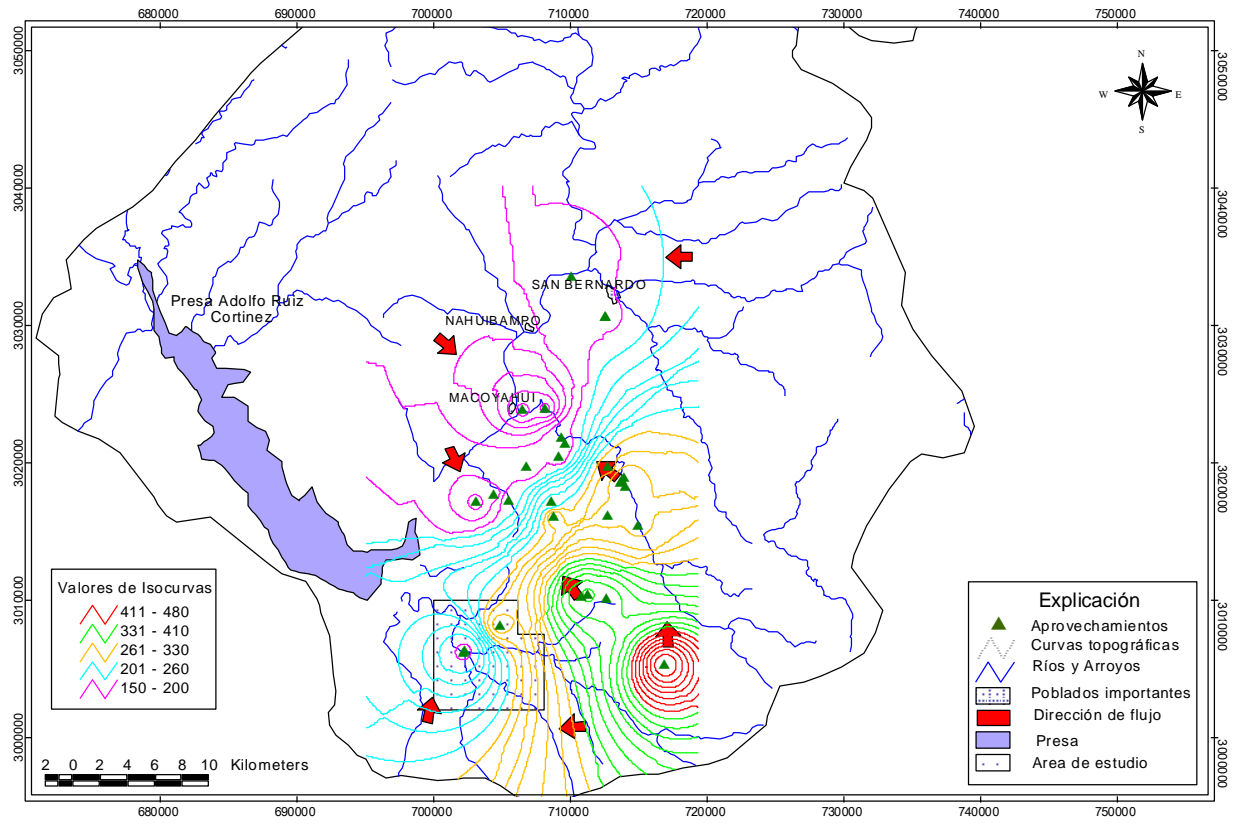 680000 690000 700000 710000 720000 730000 740000 750000
3050000 3050000
3040000 3040000
3030000 3030000
3020000 3020000
3010000 3010000
3000000 3000000
N
W E
S
SAN BERNARDO
Presa Adolfo Ruiz
Cortinez
NAHUIBAMPO
MACOYAHUI
Valores de Isocurvas
411 - 480
331 - 410
261 - 330
201 - 260
150 - 200
Explicación
Aprovechamientos
Curvas topográficas
Ríos y Arroyos
Poblados importantes
Dirección de flujo
Presa
Area de estudio
2 0 2 4 6 8 10 Kilometers
680000 690000 700000 710000 720000 730000 740000 750000